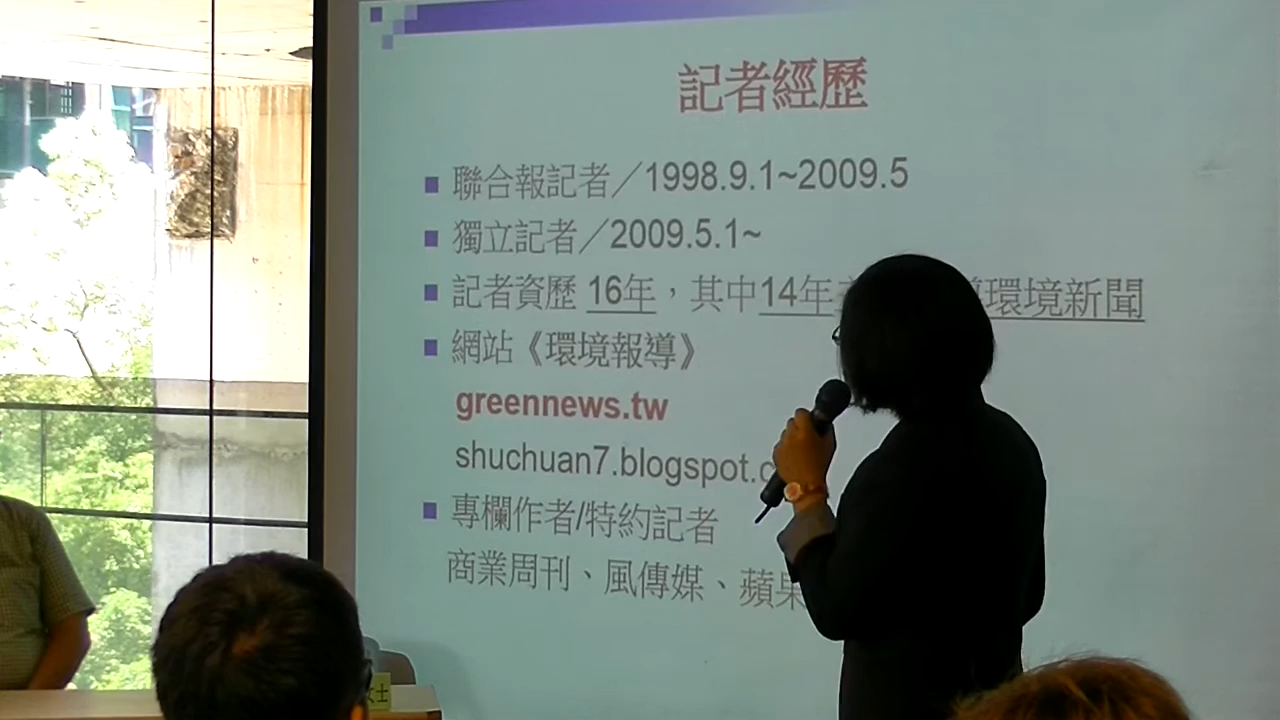 記者經歷
聯合報記者／1998.9.1~2009.5
獨立記者／2009.5.1~
記者資歷 16年，其中14年 環境新聞
網站《環境報導》
greennews.tw
shuchuan7.blogspot.c
專欄作者/特約記者
商業周刊、風傳媒、蘋果
士